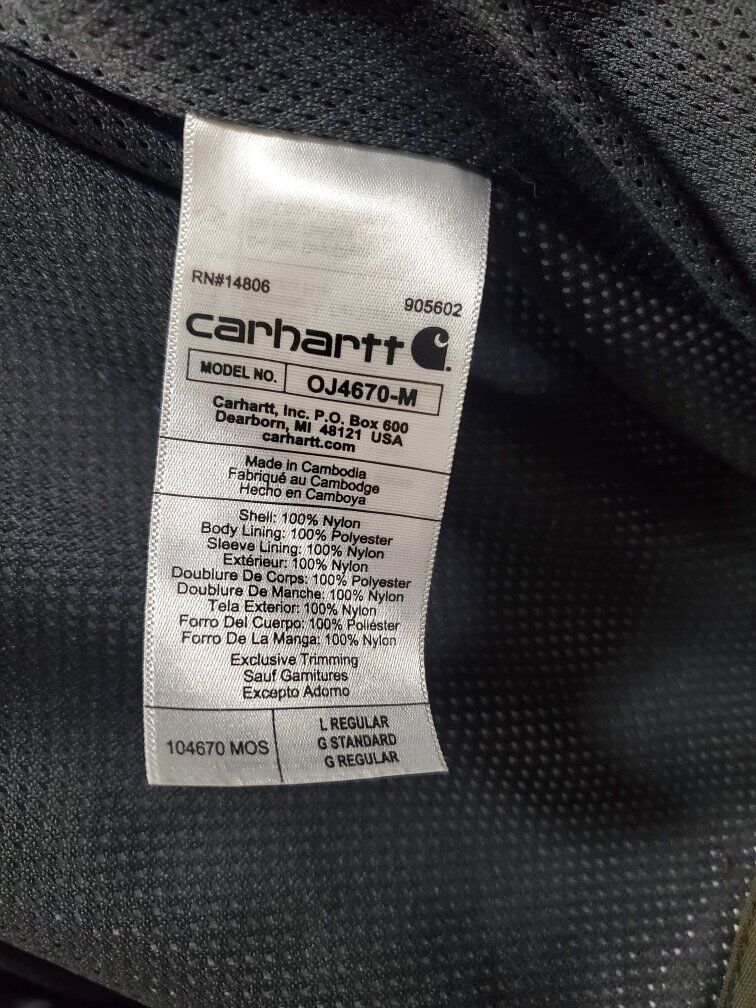 RN#14806
905602
carhartt
MODEL NO. OJ4670-M
Carhartt, Inc. P.O. Box 600
Dearborn, MI 48121 USA
carhartt.com
Made in Cambodia
Fabriqué au Cambodge
Hecho en Camboya
Shell: 100% Nylon
Body Lining: 100% Polyester
Sleeve Lining: 100% Nylon
Extérieur: 100% Nylon
Doublure De Corps: 100% Polyester
Doublure De Manche: 100% Nylon
Tela Exterior: 100% Nylon
Forro Del Cuerpo: 100% Poliéster
Forro De La Manga: 100% Nylon
Exclusive Trimming
Sauf Garnitures
Excepto Adorno
104670 MOS
L REGULAR
G STANDARD
G REGULAR